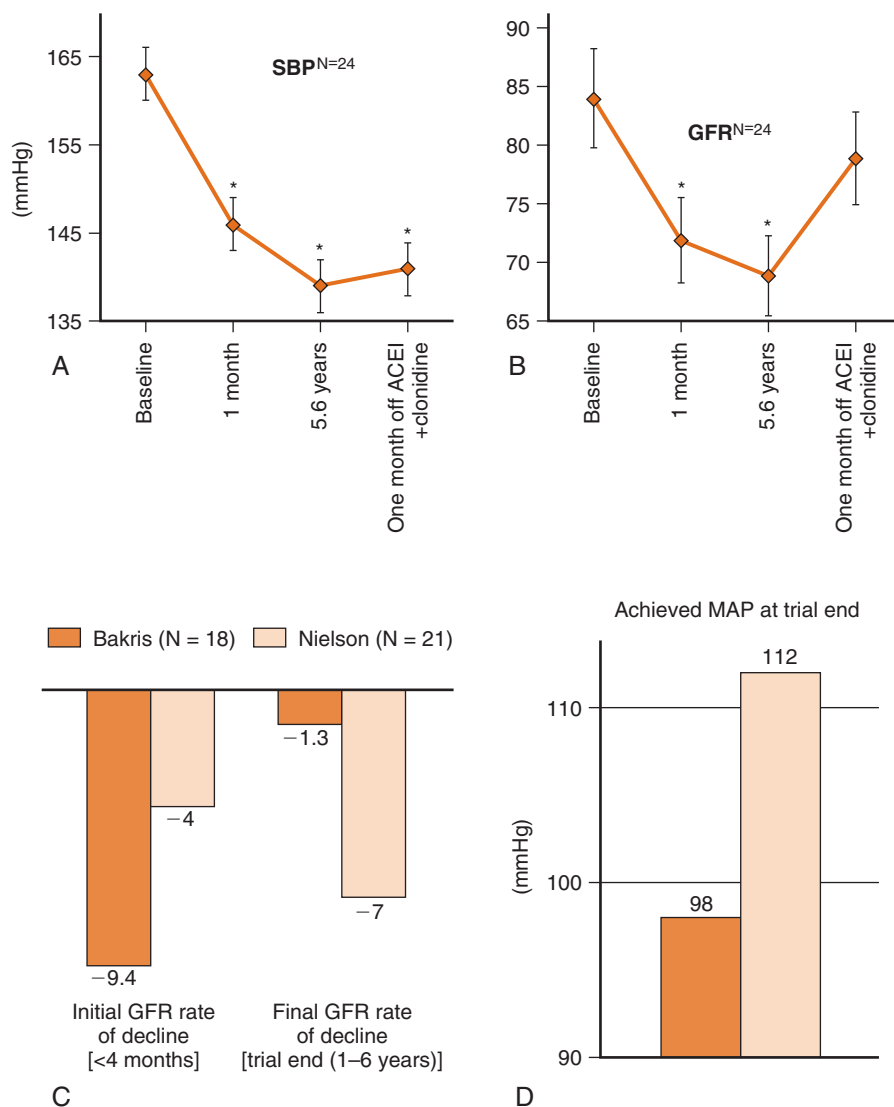 165
155
145
135
(mmHg)
SBP N=24
*
*
*
Baseline
1 month
5.6 years
One month off ACEI
+clonidine
A
90
85
80
75
70
65
GFR N=24
*
*
Baseline
1 month
5.6 years
One month off ACEI
+clonidine
B
Bakris (N = 18)
Nielson (N = 21)
−9.4
−4
−1.3
−7
Initial GFR rate
of decline
[<4 months]
Final GFR rate
of decline
[trial end (1–6 years)]
C
Achieved MAP at trial end
110
100
90
(mmHg)
98
112
D